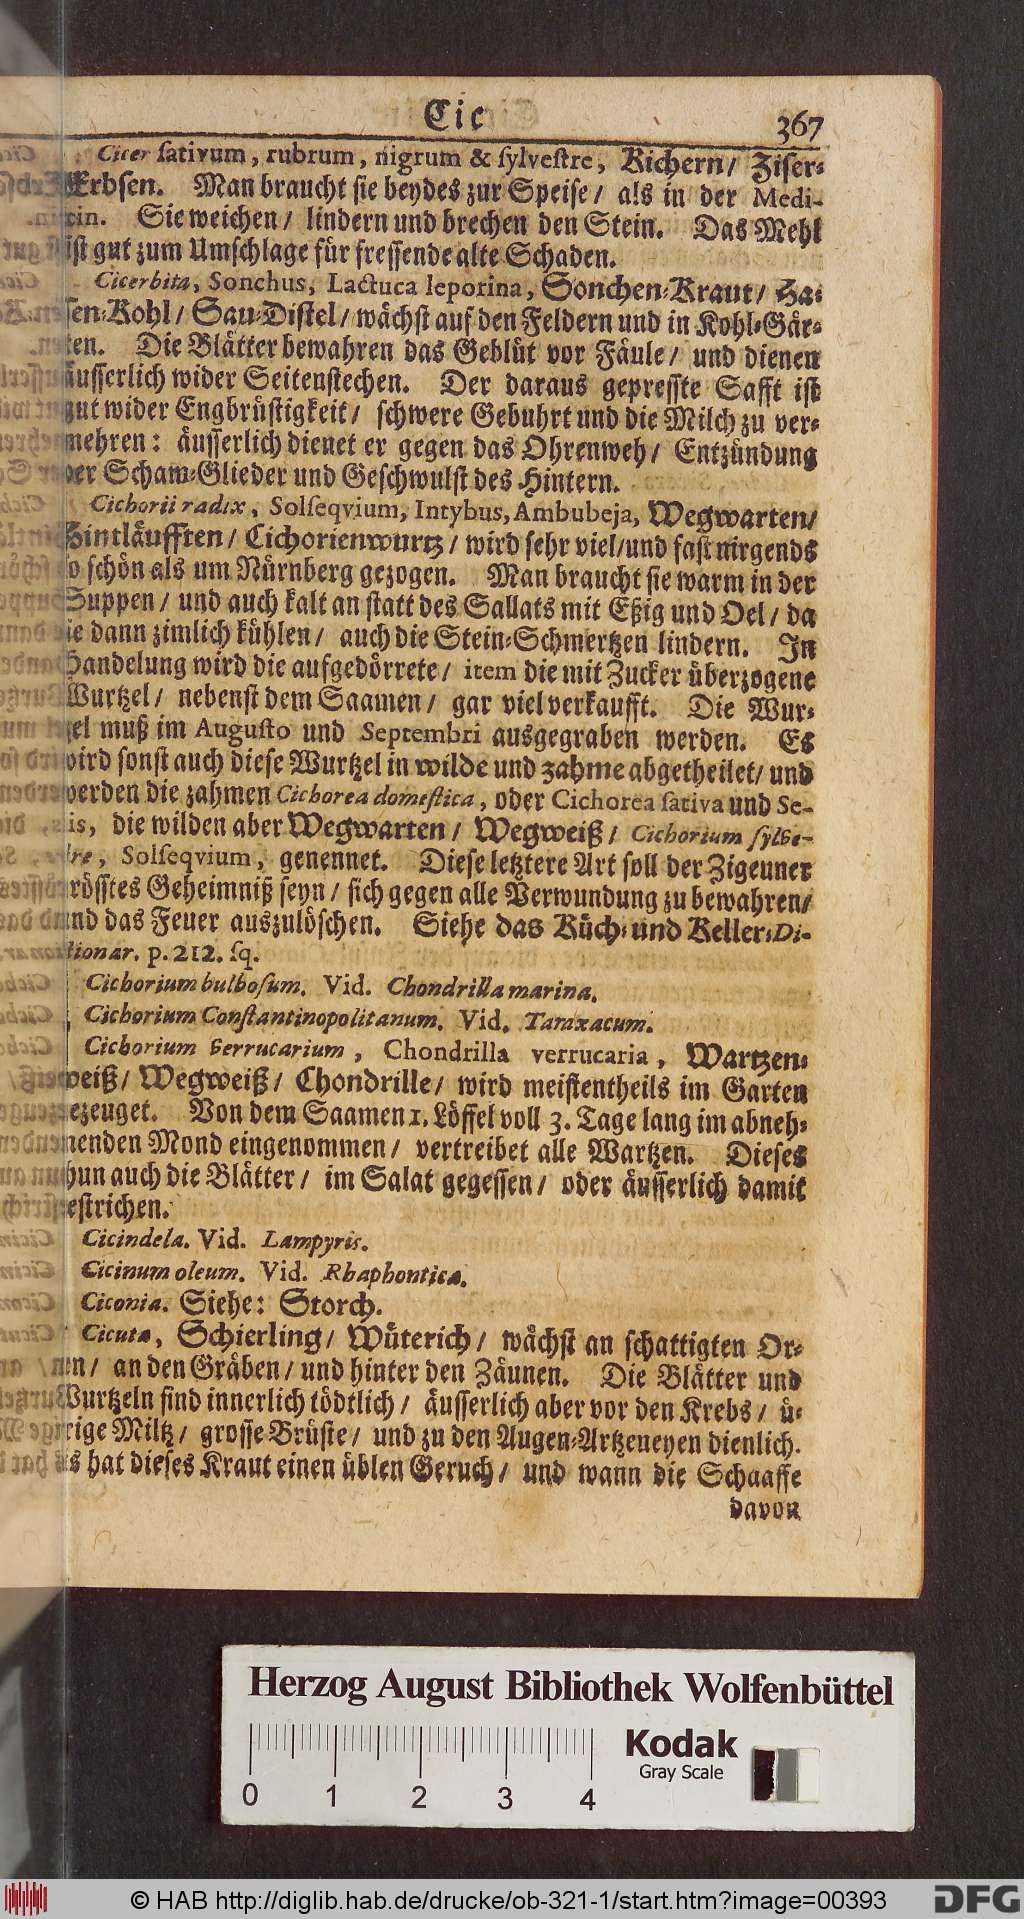 Cic
367
Cicer sativum, rubrum, nigrum & sylvestre, Kichern/ Ziser-
Erbsen. Man braucht sie beydes zur Speise/ als in der Medi-
cin. Sie weichen/ lindern und brechen den Stein. Das Mehl
ist gut zum Umschlage für fressende alte Schaden.
Cicerbita, Sonchus, Lactuca leporina, Sonchen-Kraut/ Ha-
sen-Kohl/ Sau-Distel/ wächst auf den Feldern und in Kohl-Gär-
ten. Die Blätter bewahren das Geblüt vor Fäule/ und dienen
äusserlich wider Seitenstechen. Der daraus gepresste Safft ist
gut wider Engbrüstigkeit/ schwere Gebuhrt und die Milch zu ver-
mehren: äusserlich dienet er gegen das Ohrenweh/ Entzündung
der Scham-Glieder und Geschwulst des Hintern.
Cichorii radix, Solseqvium, Intybus, Ambubeja, Wegwarten/
Hintläufften/ Cichorienwurtz/ wird sehr viel/und fast nirgends
so schön als um Nürnberg gezogen. Man braucht sie warm in der
Suppen/ und auch kalt an statt des Sallats mit Eßig und Oel/ da
sie dann zimlich kühlen/ auch die Stein-Schmertzen lindern. In
Handelung wird die aufgedörrete/ item die mit Zucker überzogene
Wurtzel/ nebenst dem Saamen/ gar viel verkaufft. Die Wur-
tzel muß im Augusto und Septembri ausgegraben werden. Es
wird sonst auch diese Wurtzel in wilde und zahme abgetheilet/ und
werden die zahmen Cichorea domestica, oder Cichorea sativa und Se-
ris, die wilden aber Wegwarten/ Wegweiß/ Cichorium sylve-
stre, Solseqvium, genennet. Diese letztere Art soll der Zigeuner
grösstes Geheimniß seyn/ sich gegen alle Verwundung zu bewahren/
und das Feuer auszulöschen. Siehe das Küch- und Keller-Di-
ctionar. p. 212. sq.
Cichorium bulbosum. Vid. Chondrilla marina.
Cichorium Constantinopolitanum. Vid. Taraxacum.
Cichorium verrucarium, Chondrilla verrucaria, Wartzen-
weiß/ Wegweiß/ Chondrille/ wird meistentheils im Garten
gezeuget. Von dem Saamen 1. Löffel voll 3. Tage lang im abneh-
menden Mond eingenommen/ vertreibet alle Wartzen. Dieses
thun auch die Blätter/ im Salat gegessen/ oder äusserlich damit
gestrichen.
Cicindela. Vid. Lampyris.
Cicinum oleum. Vid. Rhaphontica.
Ciconia. Siehe: Storch.
Cicuta, Schierling/ Wüterich/ wächst an schattigten Or-
ten/ an den Gräben/ und hinter den Zäunen. Die Blätter und
Wurtzeln sind innerlich tödtlich/ äusserlich aber vor den Krebs/ ü-
brige Miltz/ grosse Brüste/ und zu den Augen-Artzeneyen dienlich.
Es hat dieses Kraut einen üblen Geruch/ und wann die Schaaffe
davon
Herzog August Bibliothek Wolfenbüttel
Kodak
Gray Scale
0 1 2 3 4
© HAB http://diglib.hab.de/drucke/ob-321-1/start.htm?image=00393
DFG